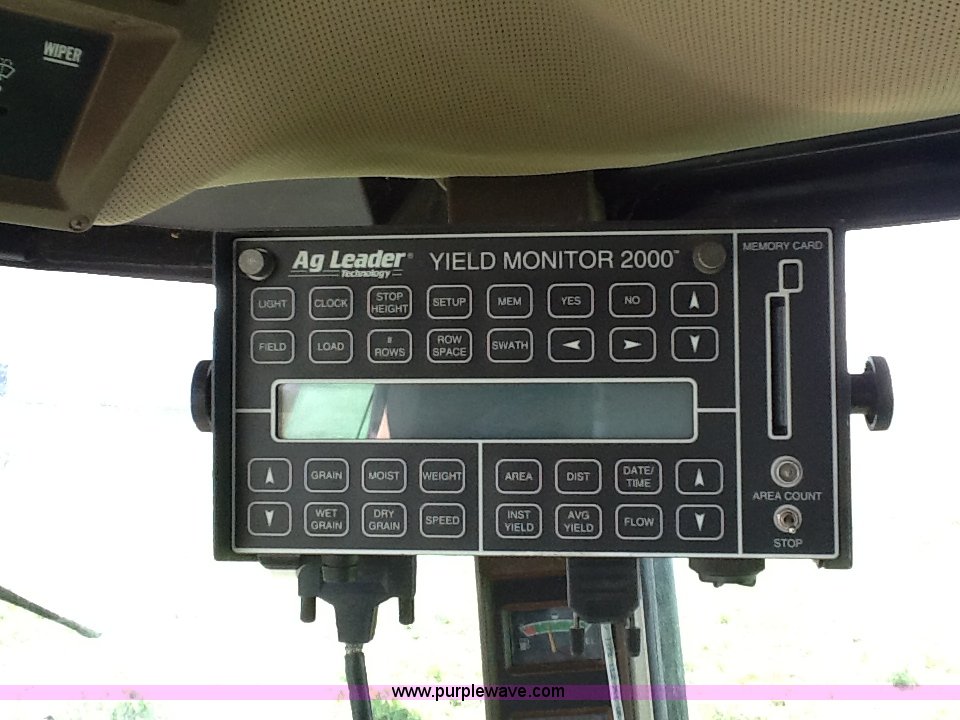 WIPER
Ag Leader®
Technology
YIELD MONITOR 2000™
MEMORY CARD
LIGHT CLOCK STOP HEIGHT SETUP MEM YES NO
FIELD LOAD # ROWS ROW SPACE SWATH
GRAIN MOIST WEIGHT AREA DIST DATE/ TIME
WET GRAIN DRY GRAIN SPEED INST YIELD AVG YIELD FLOW
AREA COUNT
STOP
www.purplewave.com